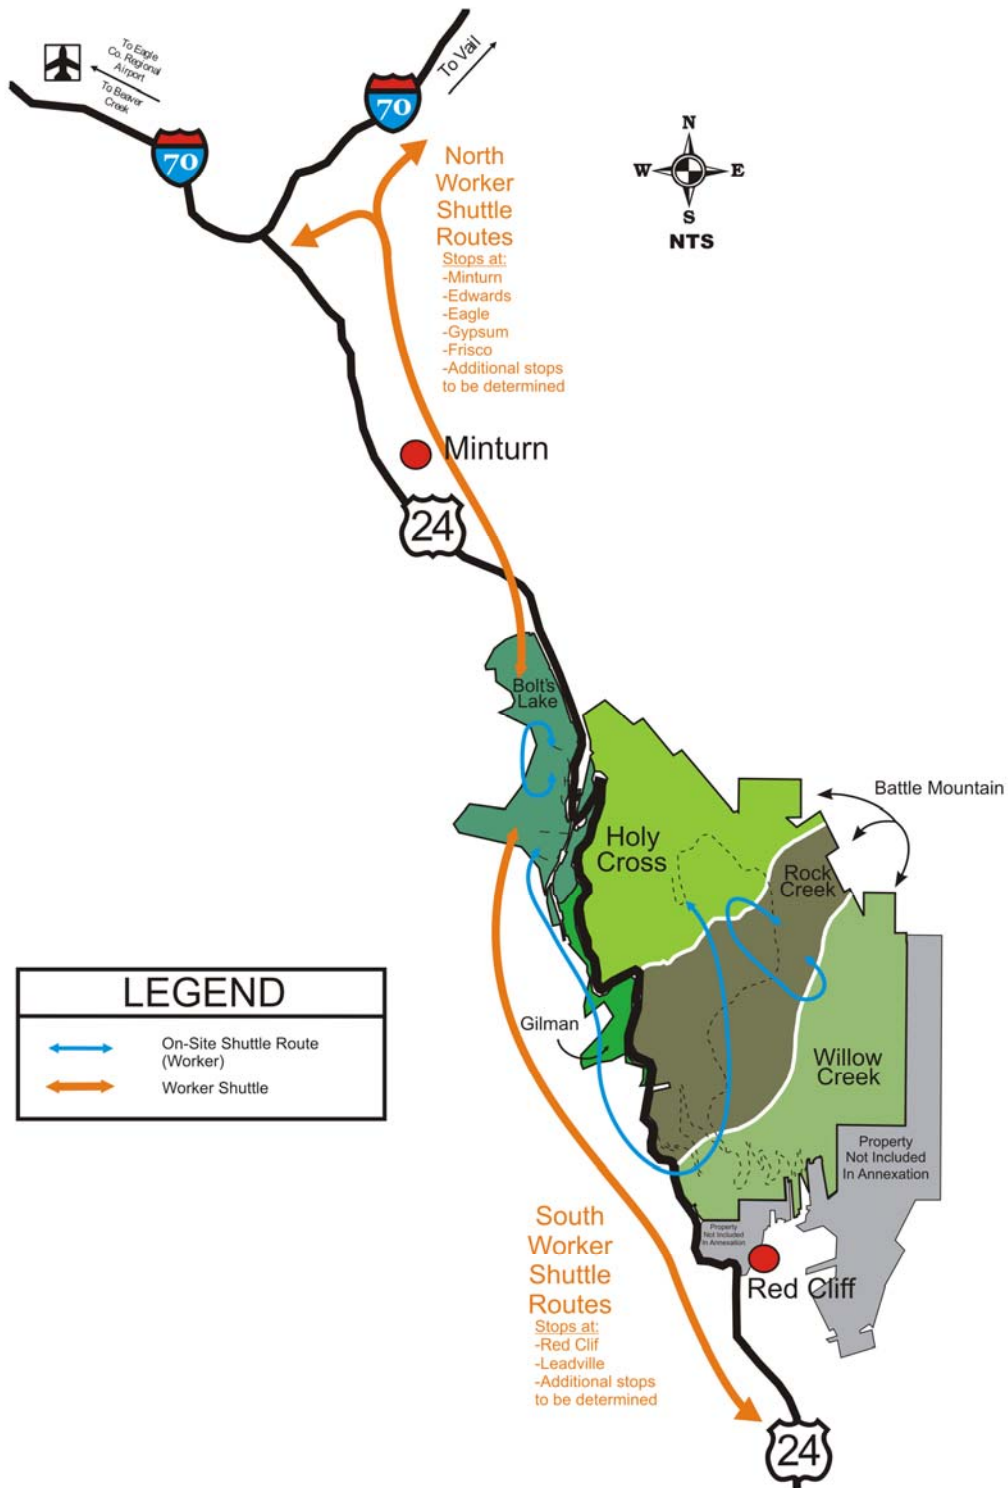 To Eagle
Co. Regional
Airport
To Beaver
Creek
70
70
To Vail
N
W
E
S
NTS
North
Worker
Shuttle
Routes
Stops at:
-Minturn
-Edwards
-Eagle
-Gypsum
-Frisco
-Additional stops
to be determined
Minturn
24
Bolt's
Lake
Battle Mountain
Holy
Cross
Rock
Creek
LEGEND
On-Site Shuttle Route
(Worker)
Worker Shuttle
Gilman
Willow
Creek
Property
Not Included
In Annexation
Property
Not Included
In Annexation
South
Worker
Shuttle
Routes
Stops at:
-Red Clif
-Leadville
-Additional stops
to be determined
Red Cliff
24